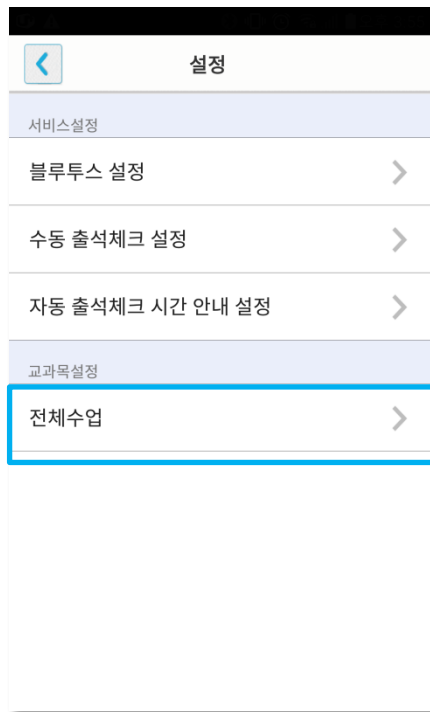 설정
서비스설정
블루투스 설정
수동 출석체크 설정
자동 출석체크 시간 안내 설정
교과목설정
전체수업